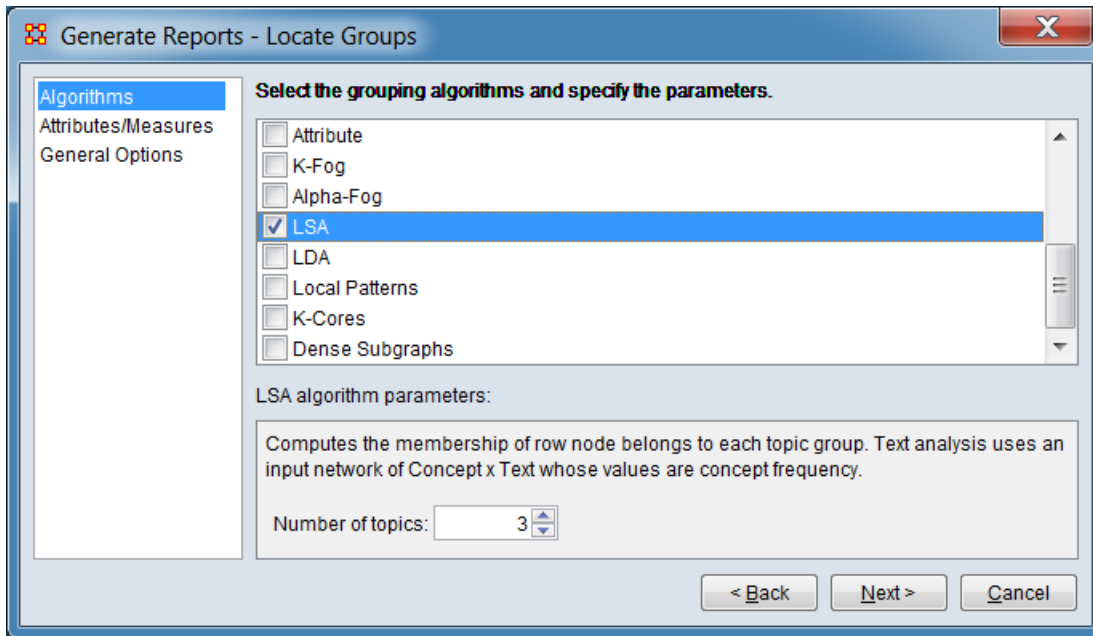 Generate Reports - Locate Groups
X
Algorithms
Attributes/Measures
General Options
Select the grouping algorithms and specify the parameters.
Attribute
K-Fog
Alpha-Fog
LSA
LDA
Local Patterns
K-Cores
Dense Subgraphs
LSA algorithm parameters:
Computes the membership of row node belongs to each topic group. Text analysis uses an
input network of Concept x Text whose values are concept frequency.
Number of topics: 3
< Back Next > Cancel